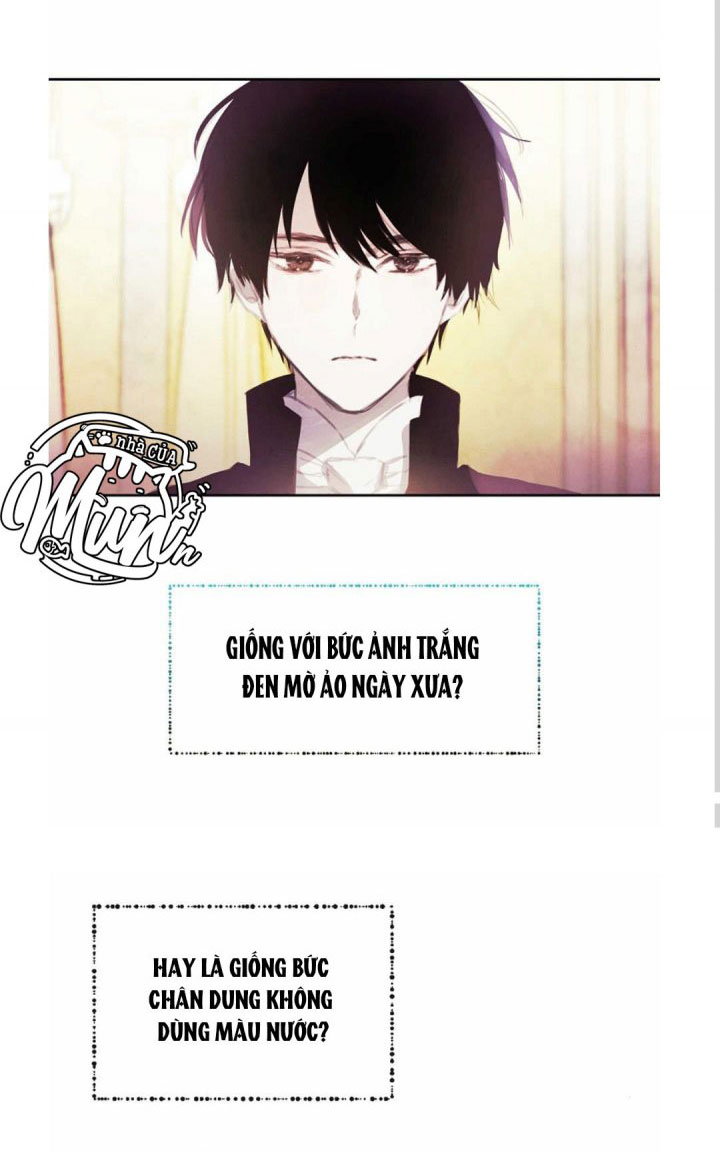 nhà của
Mụnn
GIỐNG VỚI BỨC ẢNH TRẮNG
ĐEN MỜ ẢO NGÀY XƯA?
HAY LÀ GIỐNG BỨC
CHÂN DUNG KHÔNG
DÙNG MÀU NƯỚC?